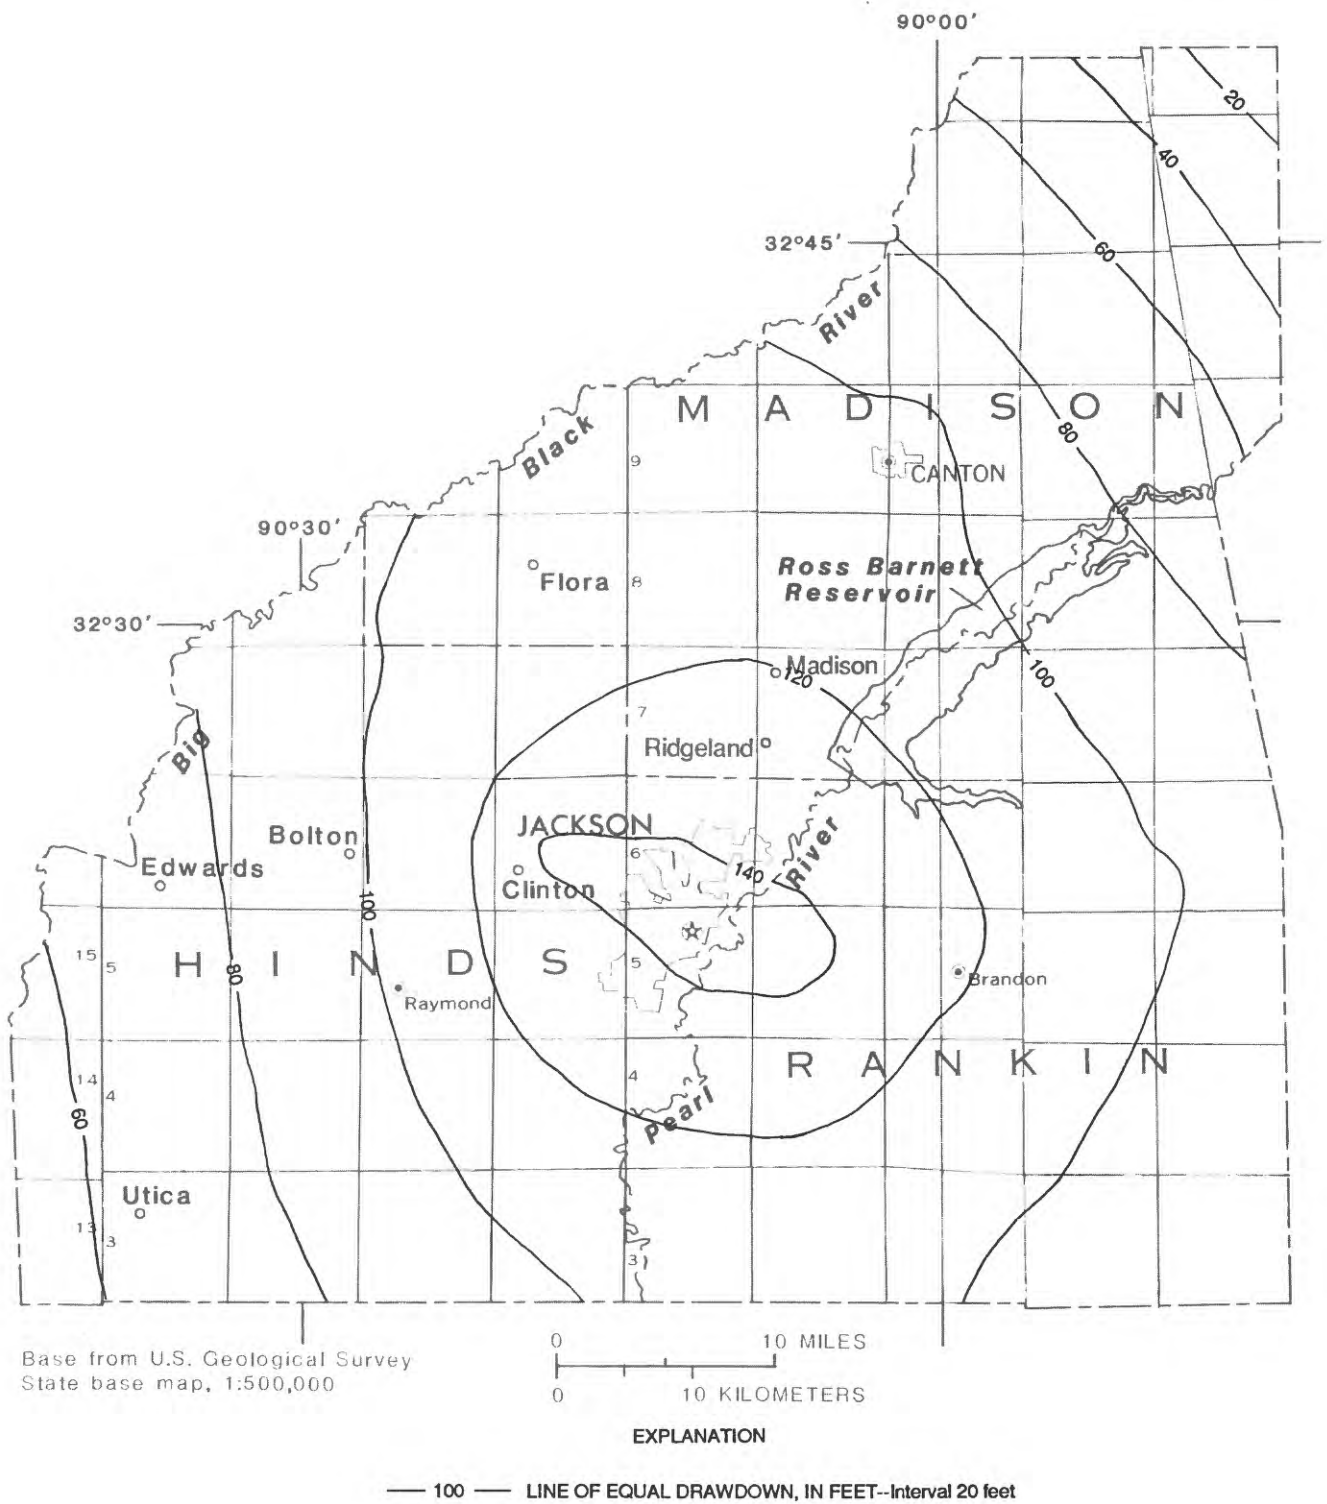 90°00′
20
40
32°45′
60
River
MADISON
80
Black
9
CANTON
90°30′
Ross Barnett
Reservoir
Flora
8
32°30′
Madison
120
100
7
Big
Ridgeland
JACKSON
River
Bolton
6
140
Edwards
Clinton
100
15
5
HINDS
80
5
Raymond
Brandon
RANKIN
14
4
4
60
Pearl
Utica
13
3
3
0 10 MILES
Base from U.S. Geological Survey
State base map, 1:500,000
0 10 KILOMETERS
EXPLANATION
— 100 — LINE OF EQUAL DRAWDOWN, IN FEET--Interval 20 feet